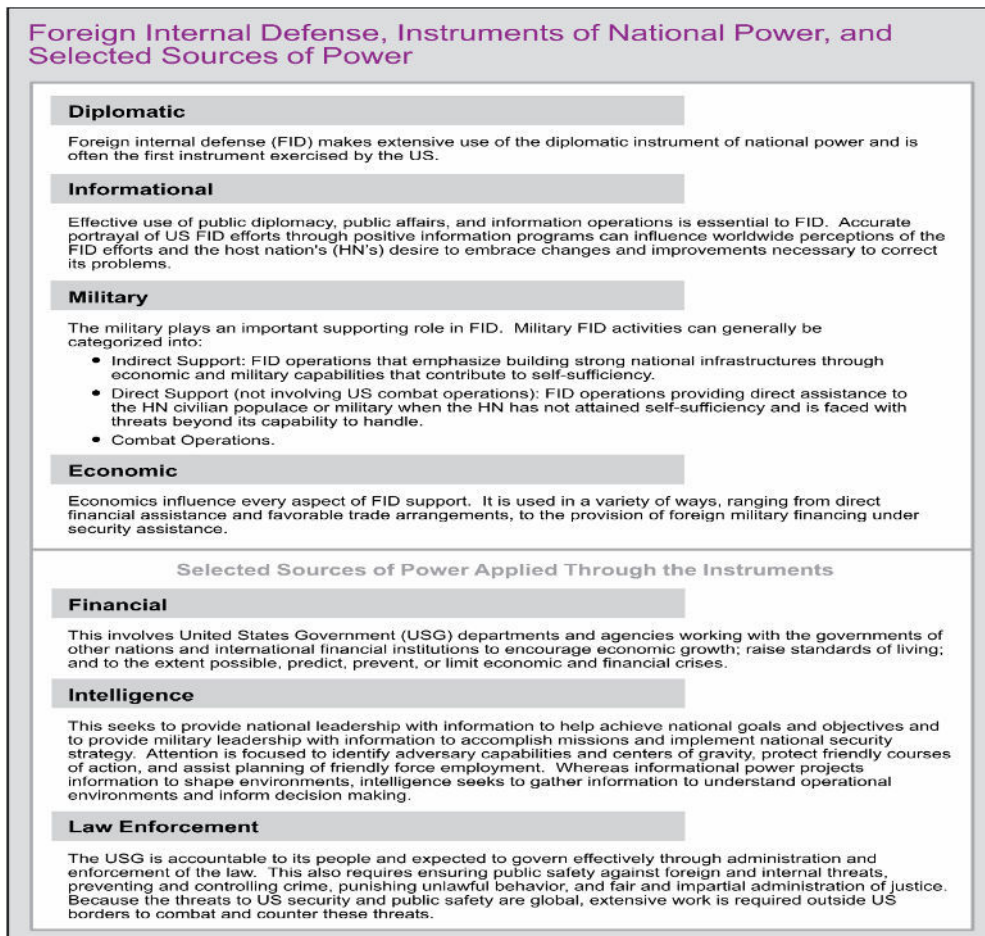 Foreign Internal Defense, Instruments of National Power, and
Selected Sources of Power
Diplomatic
Foreign internal defense (FID) makes extensive use of the diplomatic instrument of national power and is
often the first instrument exercised by the US.
Informational
Effective use of public diplomacy, public affairs, and information operations is essential to FID. Accurate
portrayal of US FID efforts through positive information programs can influence worldwide perceptions of the
FID efforts and the host nation's (HN's) desire to embrace changes and improvements necessary to correct
its problems.
Military
The military plays an important supporting role in FID. Military FID activities can generally be
categorized into:
• Indirect Support: FID operations that emphasize building strong national infrastructures through
economic and military capabilities that contribute to self-sufficiency.
• Direct Support (not involving US combat operations): FID operations providing direct assistance to
the HN civilian populace or military when the HN has not attained self-sufficiency and is faced with
threats beyond its capability to handle.
• Combat Operations.
Economic
Economics influence every aspect of FID support. It is used in a variety of ways, ranging from direct
financial assistance and favorable trade arrangements, to the provision of foreign military financing under
security assistance.
Selected Sources of Power Applied Through the Instruments
Financial
This involves United States Government (USG) departments and agencies working with the governments of
other nations and international financial institutions to encourage economic growth; raise standards of living;
and to the extent possible, predict, prevent, or limit economic and financial crises.
Intelligence
This seeks to provide national leadership with information to help achieve national goals and objectives and
to provide military leadership with information to accomplish missions and implement national security
strategy. Attention is focused to identify adversary capabilities and centers of gravity, protect friendly courses
of action, and assist planning of friendly force employment. Whereas informational power projects
information to shape environments, intelligence seeks to gather information to understand operational
environments and inform decision making.
Law Enforcement
The USG is accountable to its people and expected to govern effectively through administration and
enforcement of the law. This also requires ensuring public safety against foreign and internal threats,
preventing and controlling crime, punishing unlawful behavior, and fair and impartial administration of justice.
Because the threats to US security and public safety are global, extensive work is required outside US
borders to combat and counter these threats.